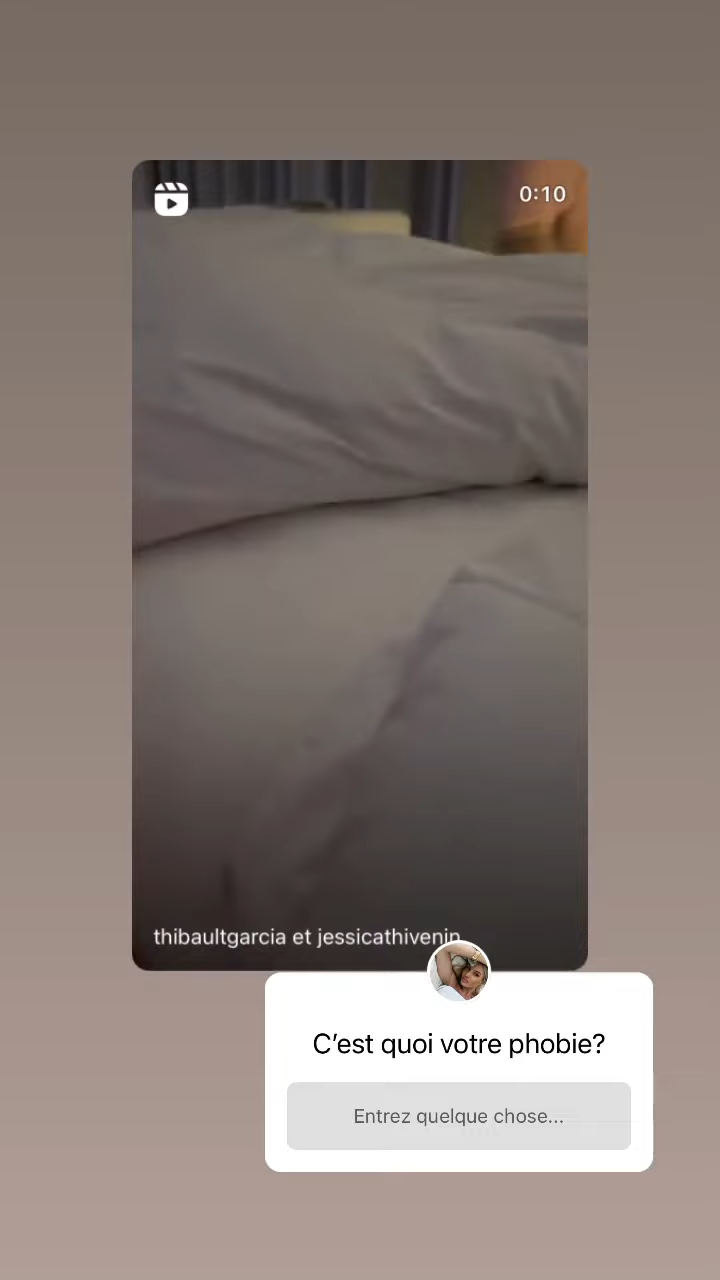 0:10
thibaultgarcia et jessicathivenin
C’est quoi votre phobie?
Entrez quelque chose...